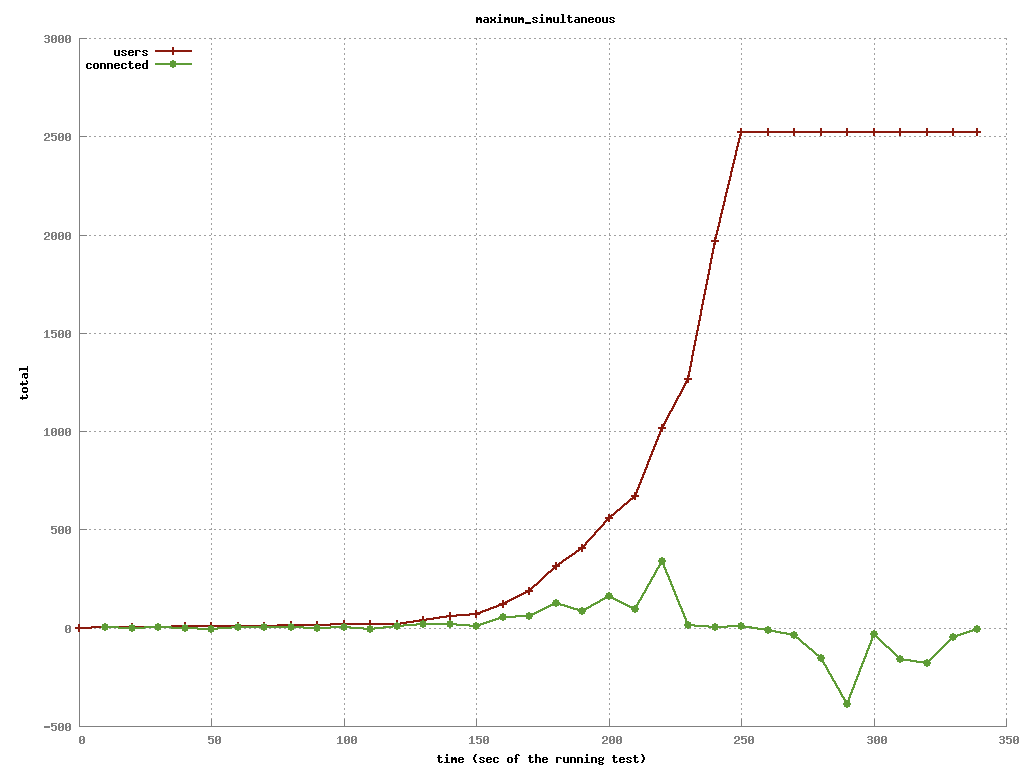 maximum_simultaneous
3000
users
connected
2500
2000
1500
total
1000
500
0
-500
0 50 100 150 200 250 300 350
time (sec of the running test)